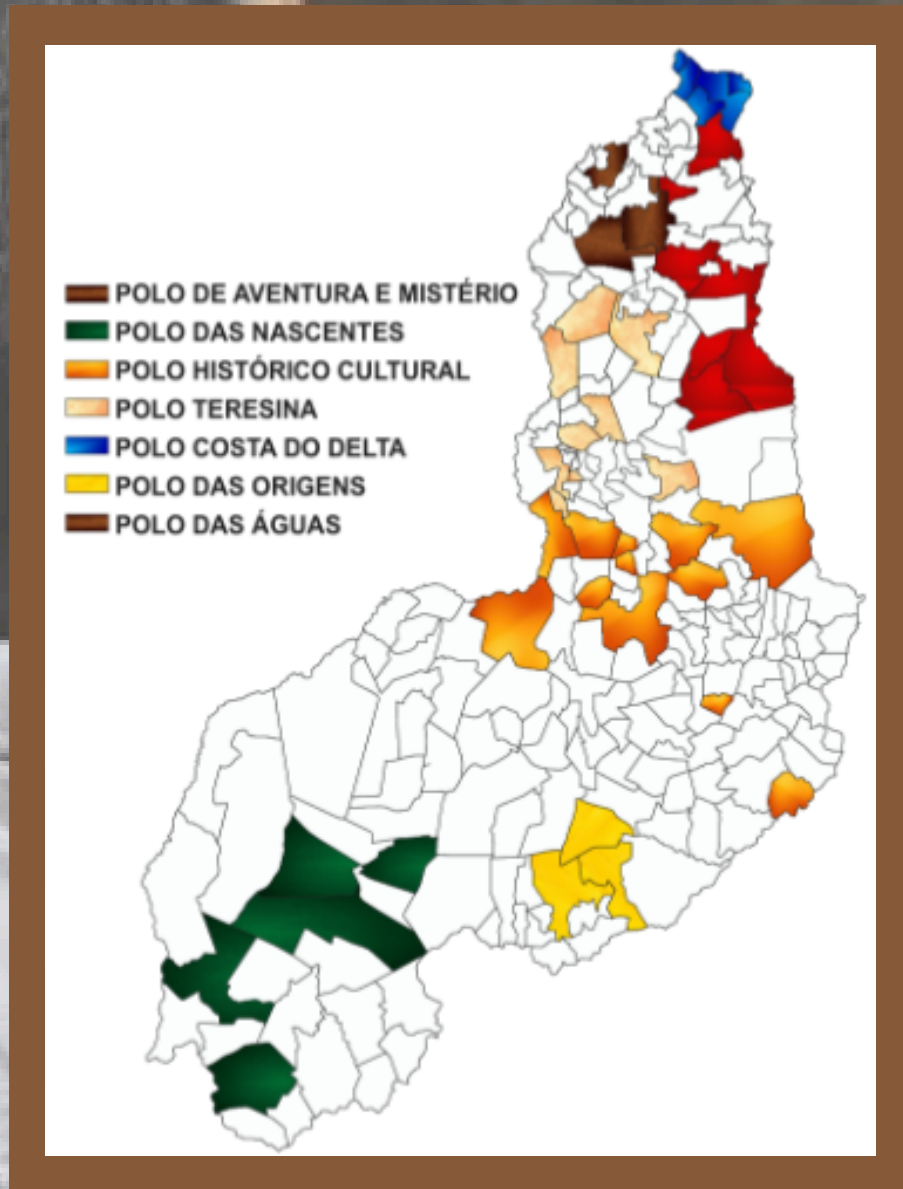 POLO DE AVENTURA E MISTÉRIO
POLO DAS NASCENTES
POLO HISTÓRICO CULTURAL
POLO TERESINA
POLO COSTA DO DELTA
POLO DAS ORIGENS
POLO DAS ÁGUAS